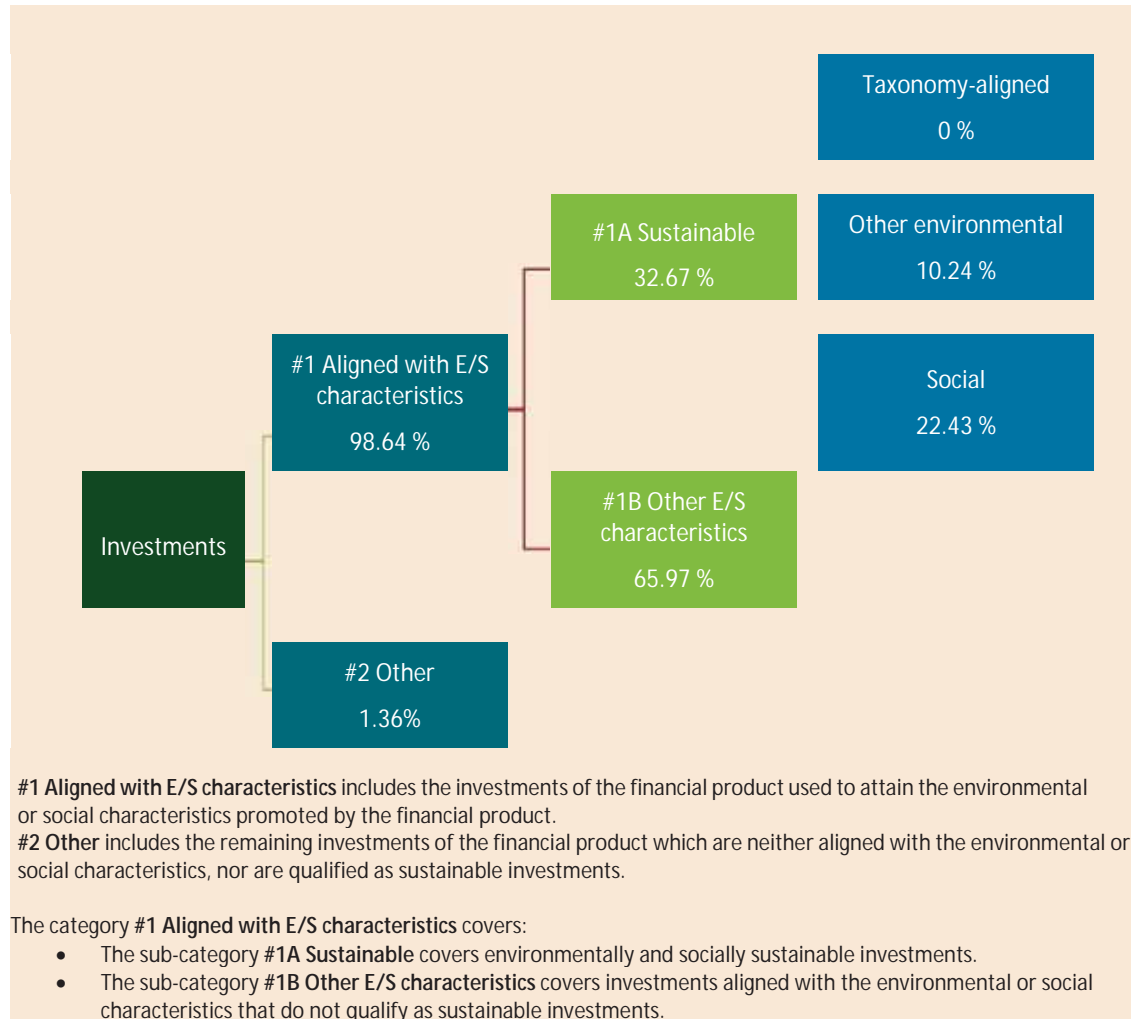 Taxonomy-aligned
0 %
#1A Sustainable
32.67 %
Other environmental
10.24 %
#1 Aligned with E/S
characteristics
98.64 %
Social
22.43 %
Investments
#1B Other E/S
characteristics
65.97 %
#2 Other
1.36%
#1 Aligned with E/S characteristics includes the investments of the financial product used to attain the environmental
or social characteristics promoted by the financial product.
#2 Other includes the remaining investments of the financial product which are neither aligned with the environmental or
social characteristics, nor are qualified as sustainable investments.
The category #1 Aligned with E/S characteristics covers:
• The sub-category #1A Sustainable covers environmentally and socially sustainable investments.
• The sub-category #1B Other E/S characteristics covers investments aligned with the environmental or social
characteristics that do not qualify as sustainable investments.